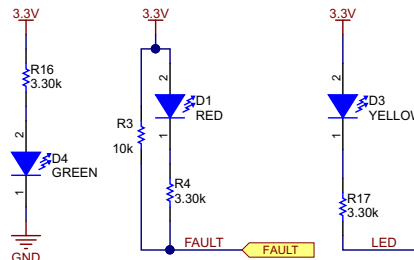 3.3V
3.3V
3.3V
R16
3.30k
2
D4
GREEN
1
GND
R3
10k
2
D1
RED
1
R4
3.30k
FAULT
FAULT
2
D3
YELLOW
1
R17
3.30k
LED